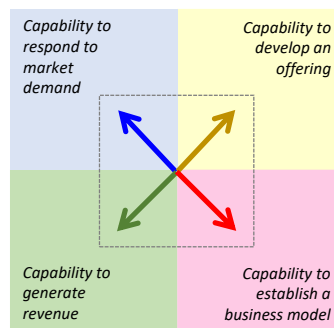 Capability to
respond to
market
demand
Capability to
develop an
offering
Capability to
generate
revenue
Capability to
establish a
business model